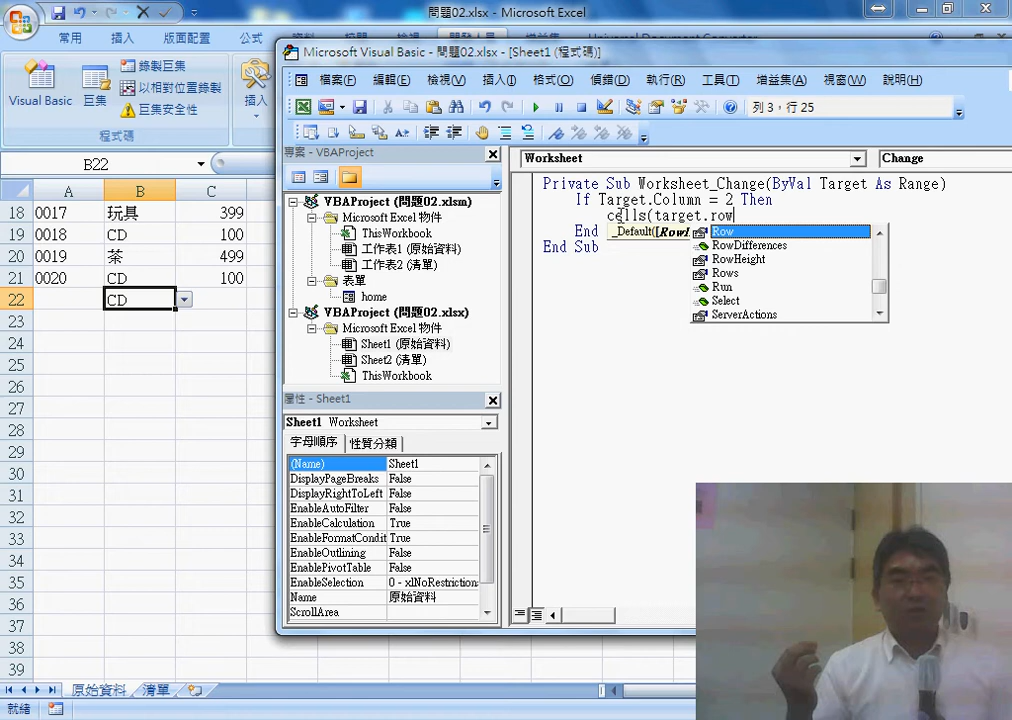 問題02.xlsx - Microsoft Excel
常用 插入 版面配置 公式
Visual Basic
巨集
錄製巨集
以相對位置錄製
巨集安全性
插入
程式碼
B22
A B C
18 0017 玩具 399
19 0018 CD 100
20 0019 茶 499
21 0020 CD 100
22 CD
23
24
25
26
27
28
29
30
31
32
33
34
35
36
37
38
39
原始資料 清單
就緒
Microsoft Visual Basic - 問題02.xlsx - [Sheet1 (程式碼)]
檔案(F) 編輯(E) 檢視(V) 插入(I) 格式(O) 偵錯(D) 執行(R) 工具(T) 增益集(A) 視窗(W) 說明(H)
列 3，行 25
專案 - VBAProject
VBAProject (問題02.xlsm)
Microsoft Excel 物件
ThisWorkbook
工作表1 (原始資料)
工作表2 (清單)
表單
home
VBAProject (問題02.xlsx)
Microsoft Excel 物件
Sheet1 (原始資料)
Sheet2 (清單)
ThisWorkbook
屬性 - Sheet1
Sheet1 Worksheet
字母順序 性質分類
(Name) Sheet1
DisplayPageBreaks False
DisplayRightToLeft False
EnableAutoFilter False
EnableCalculation True
EnableFormatCondit True
EnableOutlining False
EnablePivotTable False
EnableSelection 0 - xlNoRestrictions
Name 原始資料
ScrollArea
Worksheet Change
Private Sub Worksheet_Change(ByVal Target As Range)
If Target.Column = 2 Then
cells(target.row
End
End Sub
_Default([RowI
Row
RowDifferences
RowHeight
Rows
Run
Select
ServerActions